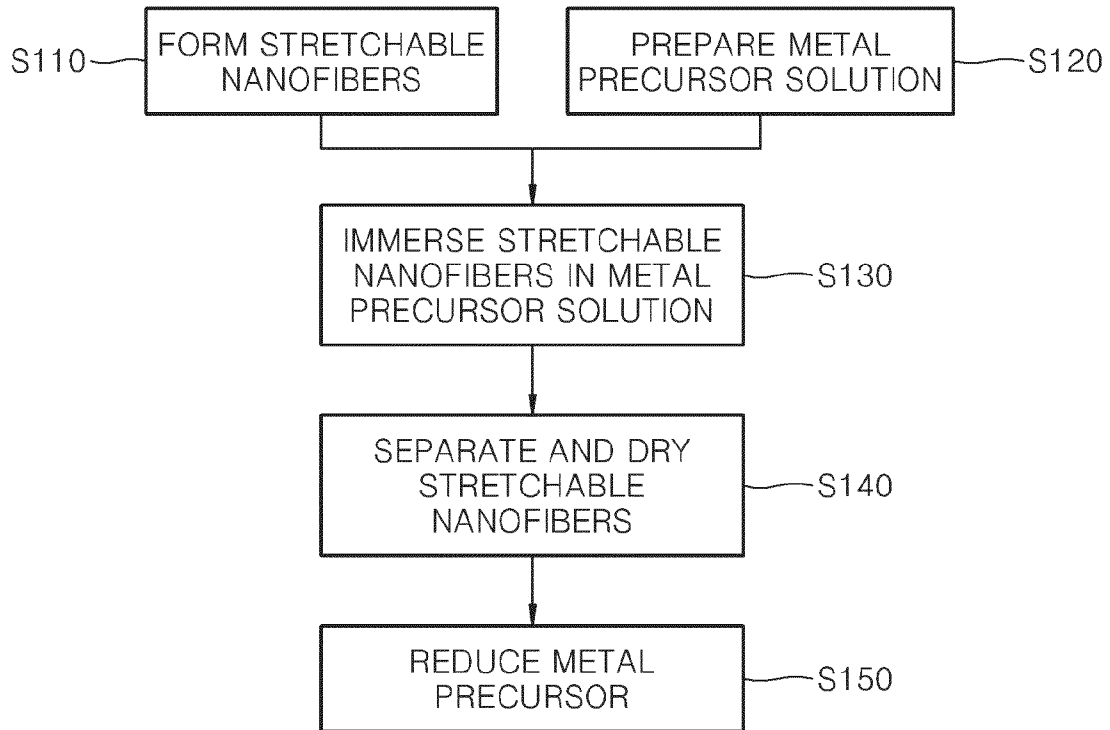 S110
FORM STRETCHABLE
NANOFIBERS
PREPARE METAL
PRECURSOR SOLUTION
S120
IMMERSE STRETCHABLE
NANOFIBERS IN METAL
PRECURSOR SOLUTION
S130
SEPARATE AND DRY
STRETCHABLE
NANOFIBERS
S140
REDUCE METAL
PRECURSOR
S150